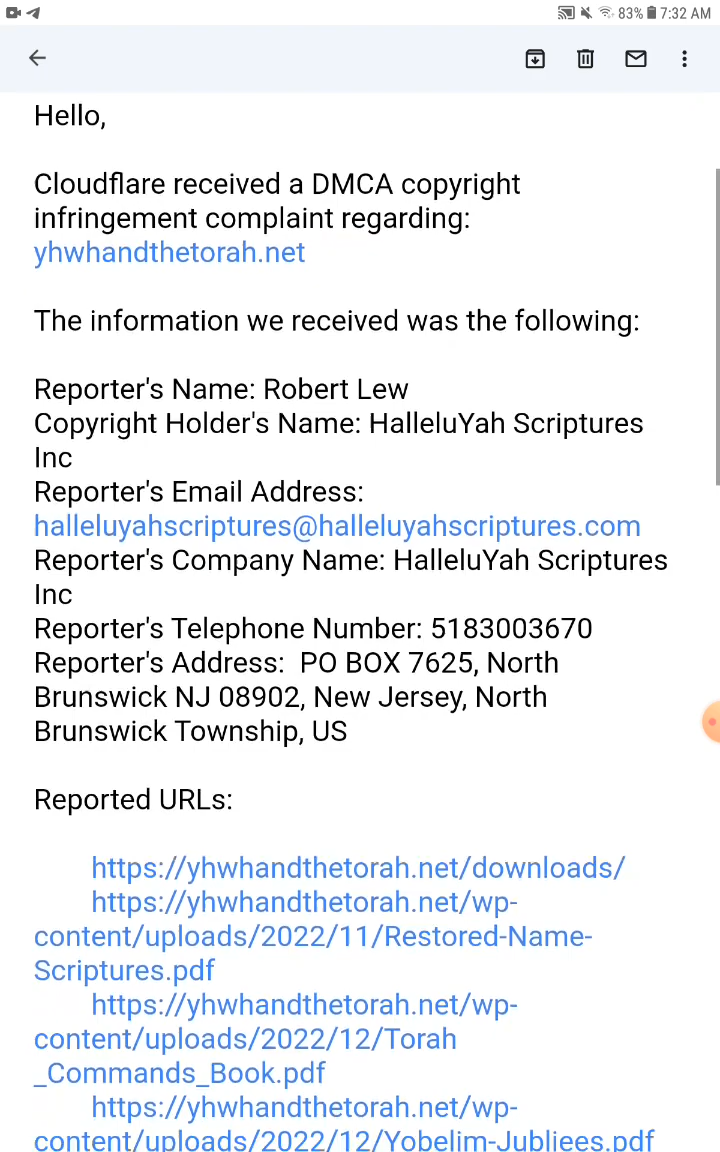 83% 7:32 AM
Hello,
Cloudflare received a DMCA copyright
infringement complaint regarding:
yhwhandthetorah.net
The information we received was the following:
Reporter's Name: Robert Lew
Copyright Holder's Name: HalleluYah Scriptures
Inc
Reporter's Email Address:
halleluyahscriptures@halleluyahscriptures.com
Reporter's Company Name: HalleluYah Scriptures
Inc
Reporter's Telephone Number: 5183003670
Reporter's Address:  PO BOX 7625, North
Brunswick NJ 08902, New Jersey, North
Brunswick Township, US
Reported URLs:
https://yhwhandthetorah.net/downloads/
https://yhwhandthetorah.net/wp-
content/uploads/2022/11/Restored-Name-
Scriptures.pdf
https://yhwhandthetorah.net/wp-
content/uploads/2022/12/Torah
_Commands_Book.pdf
https://yhwhandthetorah.net/wp-
content/uploads/2022/12/Yobelim-Jubliees.pdf